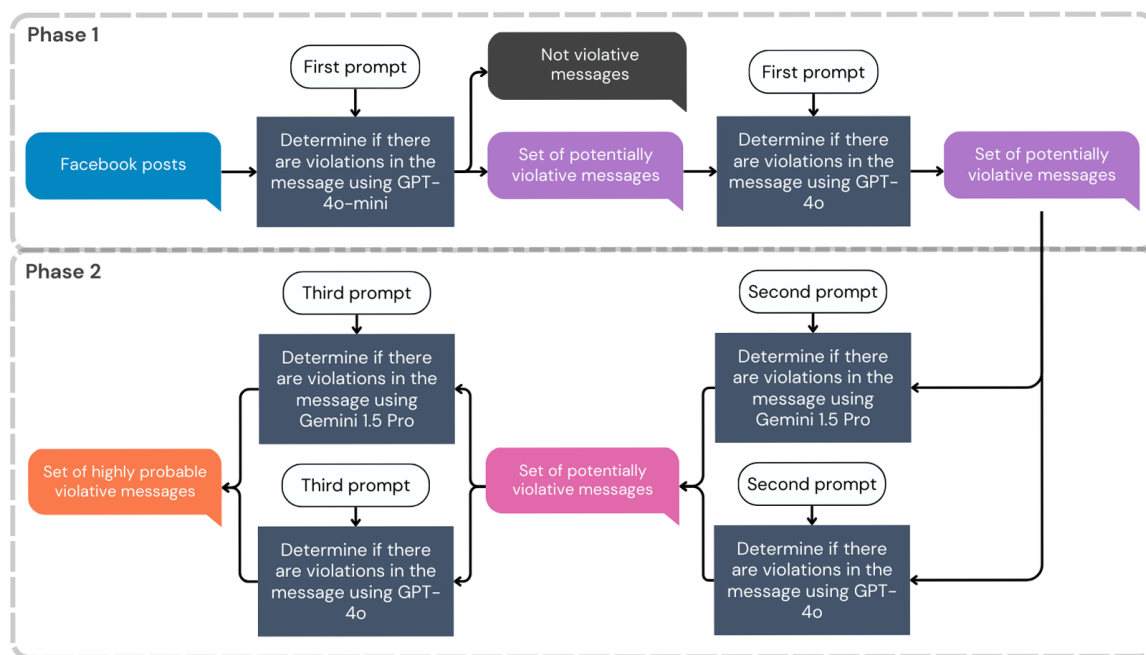 Phase 1
First prompt
Not violative
messages
First prompt
Facebook posts
Determine if there
are violations in the
message using GPT-
4o-mini
Set of potentially
violative messages
Determine if there
are violations in the
message using GPT-
4o
Set of potentially
violative messages
Phase 2
Third prompt
Second prompt
Determine if there
are violations in the
message using
Gemini 1.5 Pro
Determine if there
are violations in the
message using
Gemini 1.5 Pro
Set of highly probable
violative messages
Third prompt
Set of potentially
violative messages
Second prompt
Determine if there
are violations in the
message using GPT-
4o
Determine if there
are violations in the
message using GPT-
4o